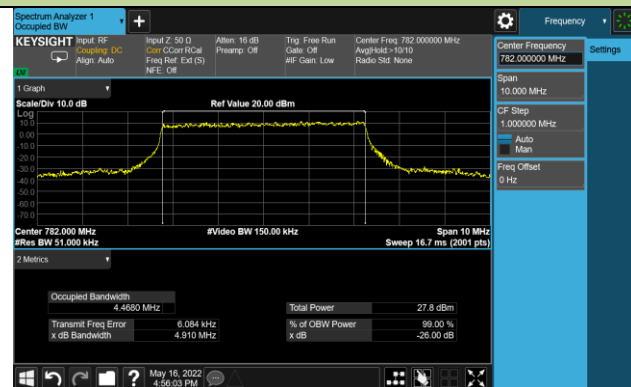 Spectrum Analyzer 1
Occupied BW
Frequency
KEYSIGHT
Input: RF
Coupling: DC
Align: Auto
Input Z: 50 Ω
Corr CCorr RCal
Freq Ref: Ext (S)
NFE: Off
Atten: 16 dB
Preamp: Off
Trig: Free Run
Gate: Off
#IF Gain: Low
Center Freq: 782.000000 MHz
Avg|Hold:>10/10
Radio Std: None
Center Frequency
782.000000 MHz
Settings
Span
10.000 MHz
CF Step
1.000000 MHz
Auto
Man
Freq Offset
0 Hz
1 Graph
Scale/Div 10.0 dB
Ref Value 20.00 dBm
Log
10.0
0.00
-10.0
-20.0
-30.0
-40.0
-50.0
-60.0
-70.0
Center 782.000 MHz
#Video BW 150.00 kHz
Span 10 MHz
#Res BW 51.000 kHz
Sweep 16.7 ms (2001 pts)
2 Metrics
Occupied Bandwidth
4.4680 MHz
Total Power 27.8 dBm
Transmit Freq Error 6.084 kHz
% of OBW Power 99.00 %
x dB Bandwidth 4.910 MHz
x dB -26.00 dB
May 16, 2022
4:56:03 PM